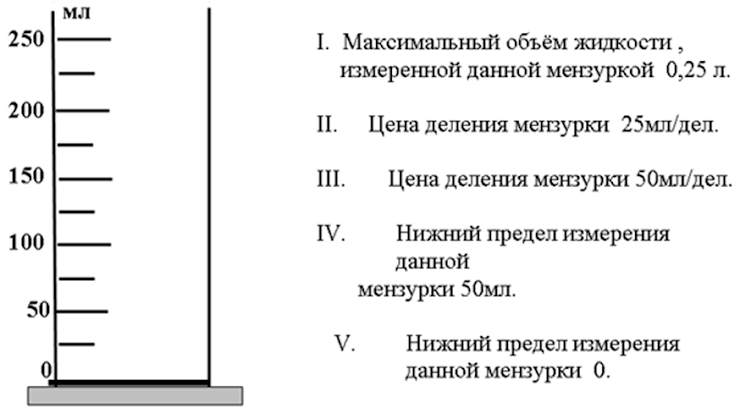 мл
250
200
150
100
50
0
I. Максимальный объём жидкости ,
измеренной данной мензуркой 0,25 л.
II. Цена деления мензурки 25мл/дел.
III. Цена деления мензурки 50мл/дел.
IV. Нижний предел измерения
данной
мензурки 50мл.
V. Нижний предел измерения
данной мензурки 0.